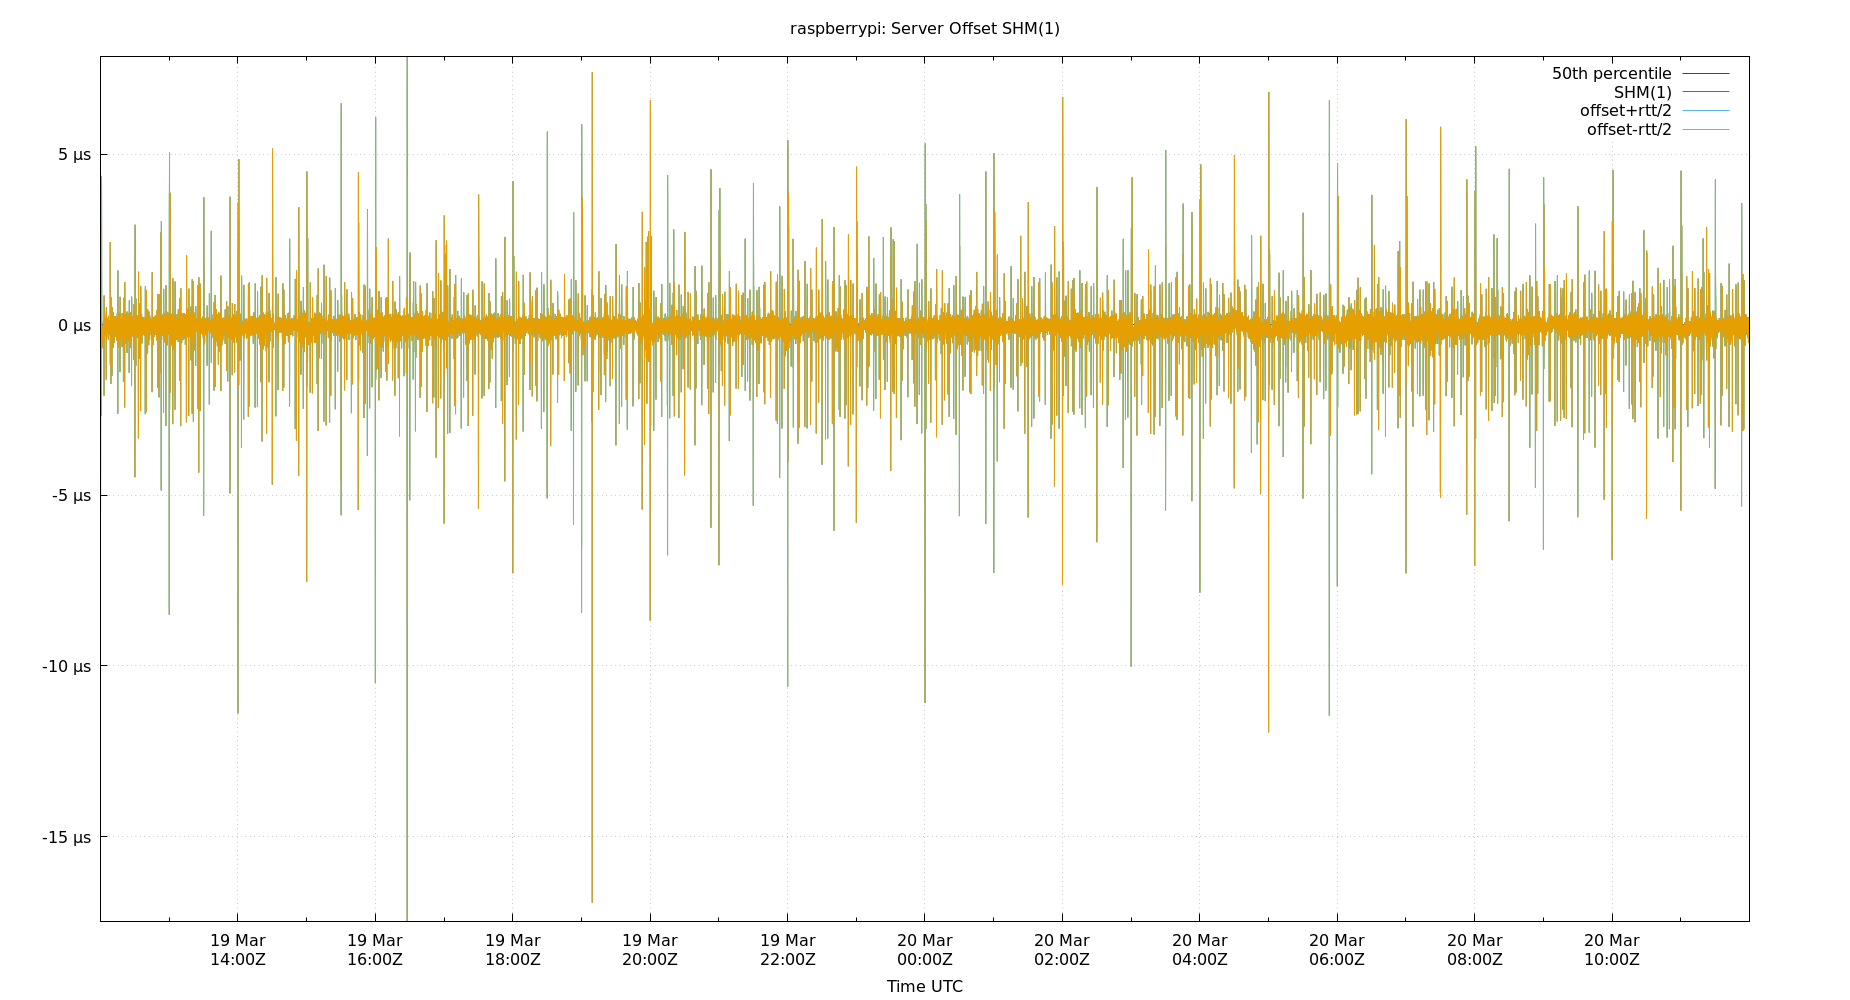 raspberrypi: Server Offset SHM(1)
50th percentile
SHM(1)
offset+rtt/2
offset-rtt/2
5 µs
0 µs
-5 µs
-10 µs
-15 µs
19 Mar 19 Mar 19 Mar 19 Mar 19 Mar 20 Mar 20 Mar 20 Mar 20 Mar 20 Mar 20 Mar
14:00Z 16:00Z 18:00Z 20:00Z 22:00Z 00:00Z 02:00Z 04:00Z 06:00Z 08:00Z 10:00Z
Time UTC